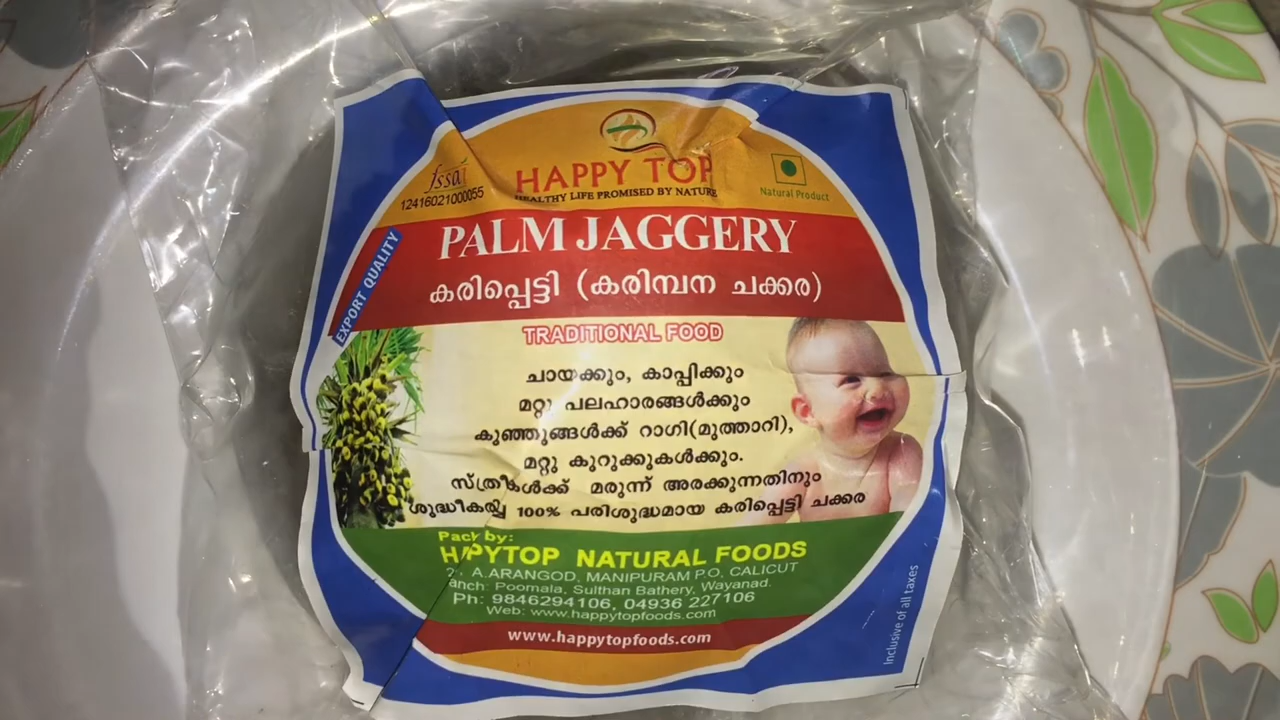 HAPPY TOP
HEALTHY LIFE PROMISED BY NATURE
fssai
12416021000055
Natural Product
PALM JAGGERY
EXPORT QUALITY
കരിപ്പെട്ടി (കരിമ്പന ചക്കര)
TRADITIONAL FOOD
ചായക്കും, കാപ്പിക്കും
മറ്റു പലഹാരങ്ങൾക്കും
കുഞ്ഞുങ്ങൾക്ക് റാഗി(മുത്താറി),
മറ്റു കുറുക്കുകൾക്കും.
സ്ത്രീകൾക്ക് മരുന്ന് അരക്കുന്നതിനും
ശുദ്ധീകരിച്ച 100% പരിശുദ്ധമായ കരിപ്പെട്ടി ചക്കര
Pack by:
HAPPYTOP NATURAL FOODS
A.ARANGOD, MANIPURAM P.O, CALICUT
Poomala, Sulthan Bathery, Wayanad.
Ph: 9846294106, 04936 227106
Web: www.happytopfoods.com
www.happytopfoods.com
Inclusive of all taxes